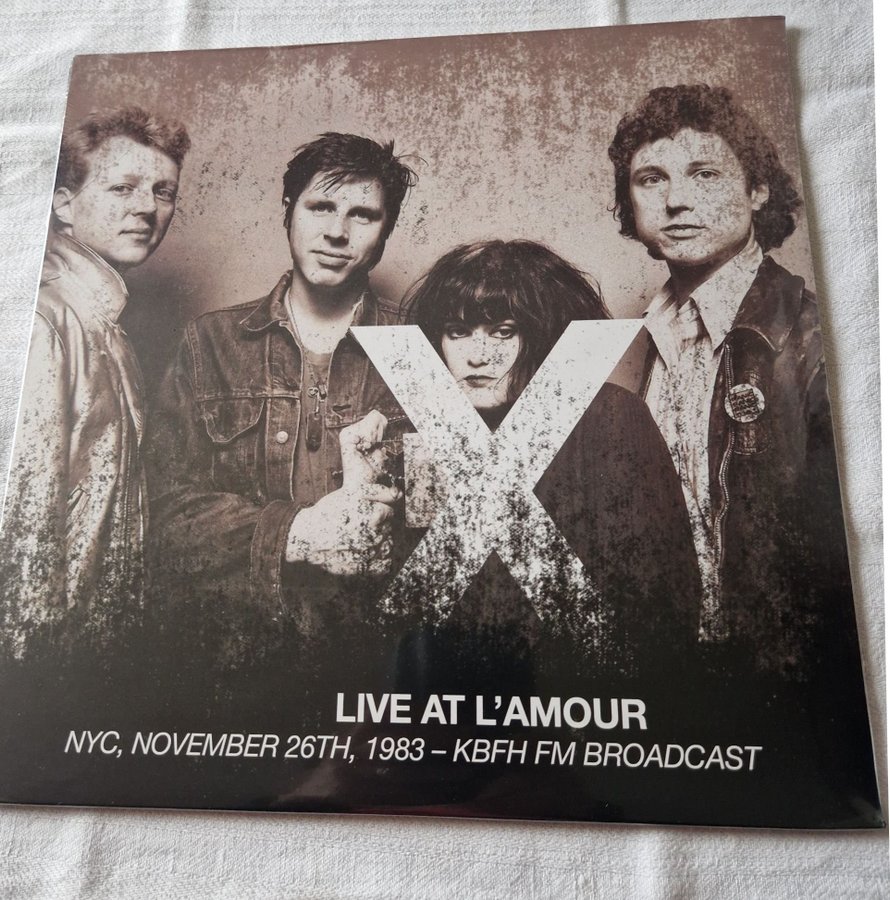 X
LIVE AT L'AMOUR
NYC, NOVEMBER 26TH, 1983 – KBFH FM BROADCAST